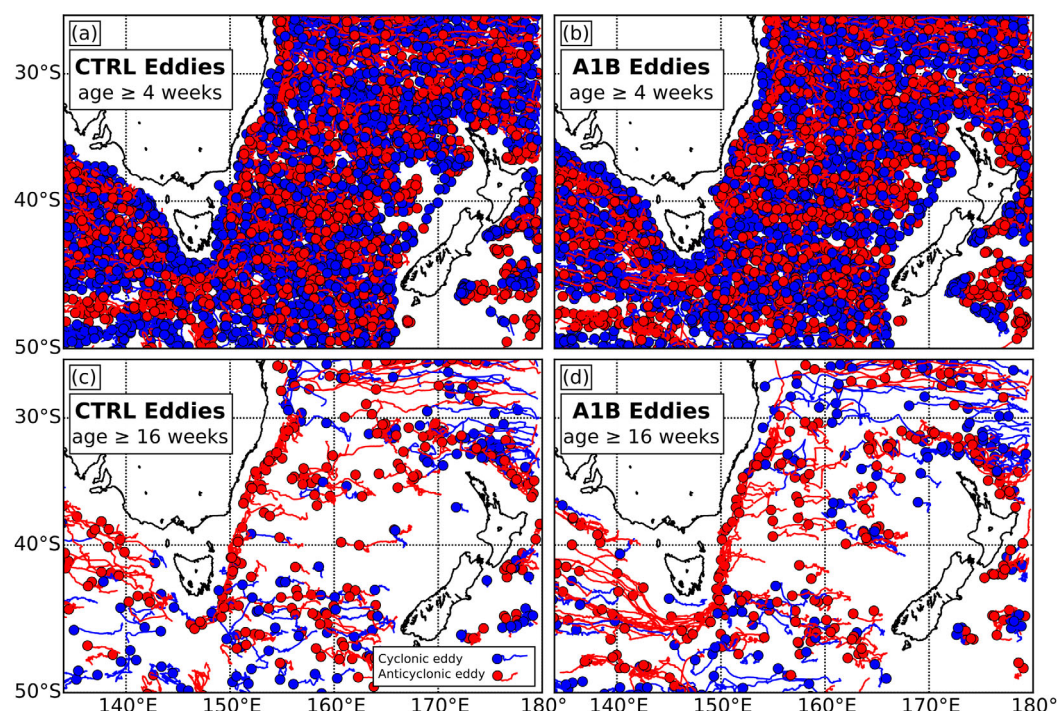 (a)
CTRL Eddies
age ≥ 4 weeks
(b)
A1B Eddies
age ≥ 4 weeks
30°S
40°S
50°S
(c)
CTRL Eddies
age ≥ 16 weeks
(d)
A1B Eddies
age ≥ 16 weeks
30°S
40°S
50°S
Cyclonic eddy
Anticyclonic eddy
140°E 150°E 160°E 170°E 180° 140°E 150°E 160°E 170°E 180°